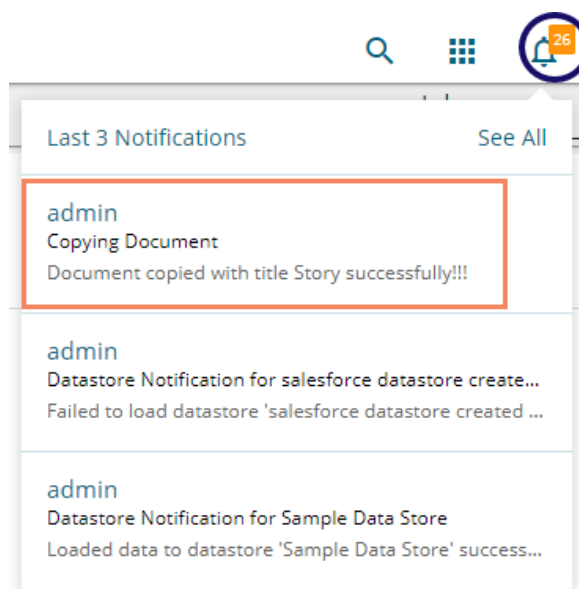 26
Last 3 Notifications See All
admin
Copying Document
Document copied with title Story successfully!!!
admin
Datastore Notification for salesforce datastore create...
Failed to load datastore 'salesforce datastore created ...
admin
Datastore Notification for Sample Data Store
Loaded data to datastore 'Sample Data Store' success...